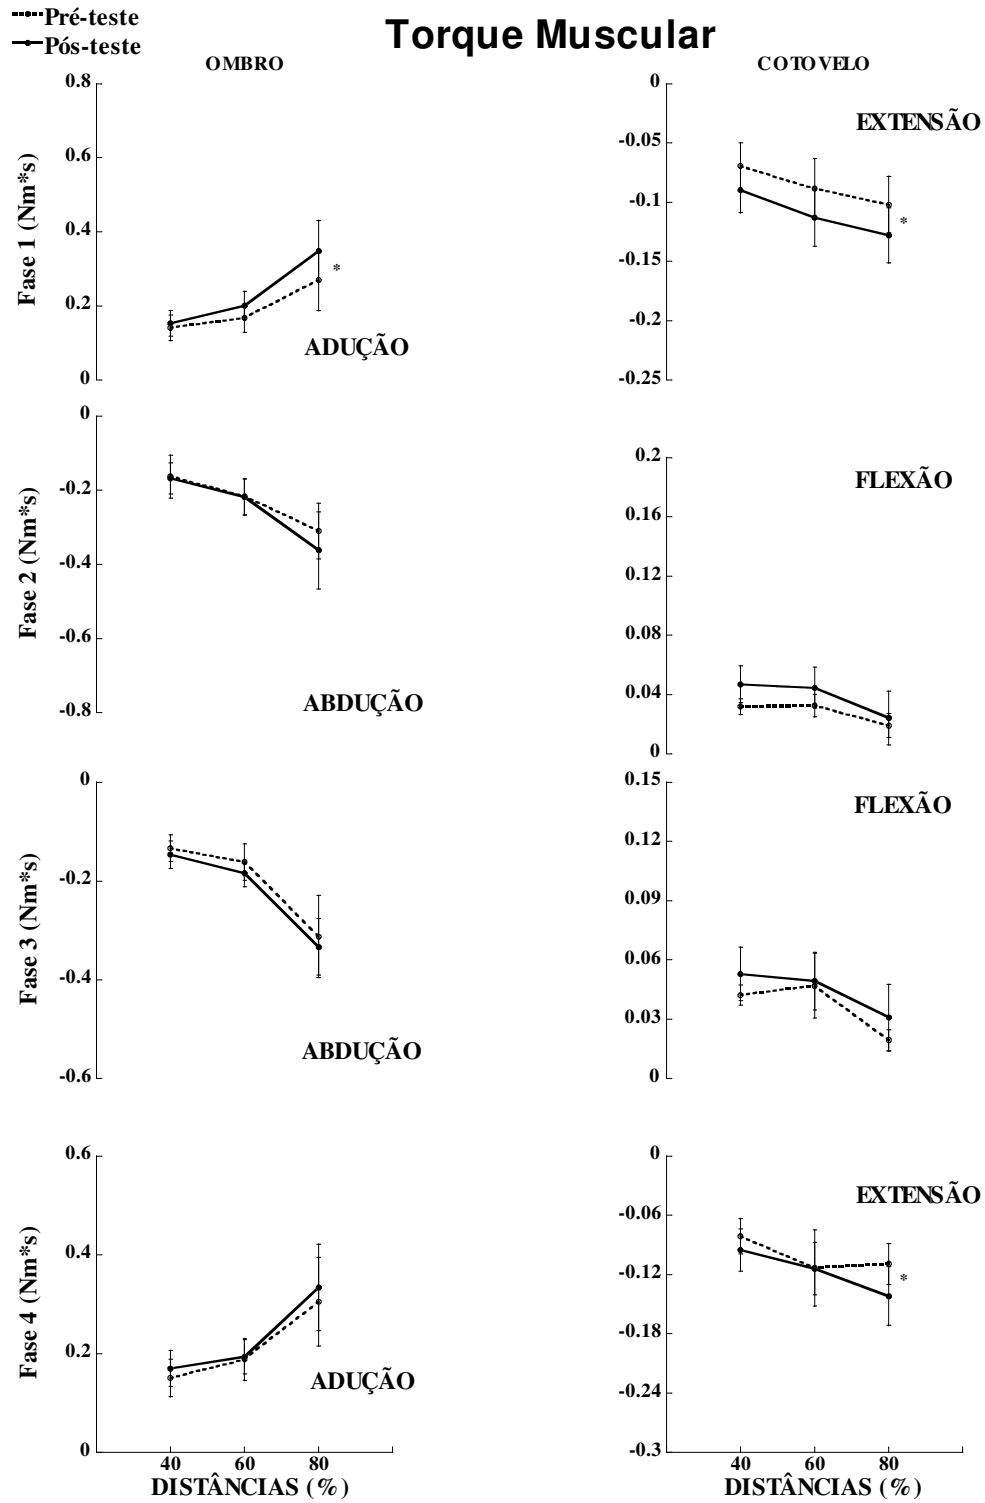 Pré-teste
Pós-teste
Torque Muscular
OMBRO
COTOVELO
Fase 1 (Nm*s)
0.8
0.6
0.4
0.2
0
*
ADUÇÃO
0
-0.05
-0.1
-0.15
-0.2
-0.25
EXTENSÃO
*
Fase 2 (Nm*s)
0
-0.2
-0.4
-0.6
-0.8
ABDUÇÃO
0.2
0.16
0.12
0.08
0.04
0
FLEXÃO
Fase 3 (Nm*s)
0
-0.2
-0.4
-0.6
ABDUÇÃO
0.15
0.12
0.09
0.06
0.03
0
FLEXÃO
Fase 4 (Nm*s)
0.6
0.4
0.2
0
ADUÇÃO
40 60 80
DISTÂNCIAS (%)
0
-0.06
-0.12
-0.18
-0.24
-0.3
EXTENSÃO
*
40 60 80
DISTÂNCIAS (%)